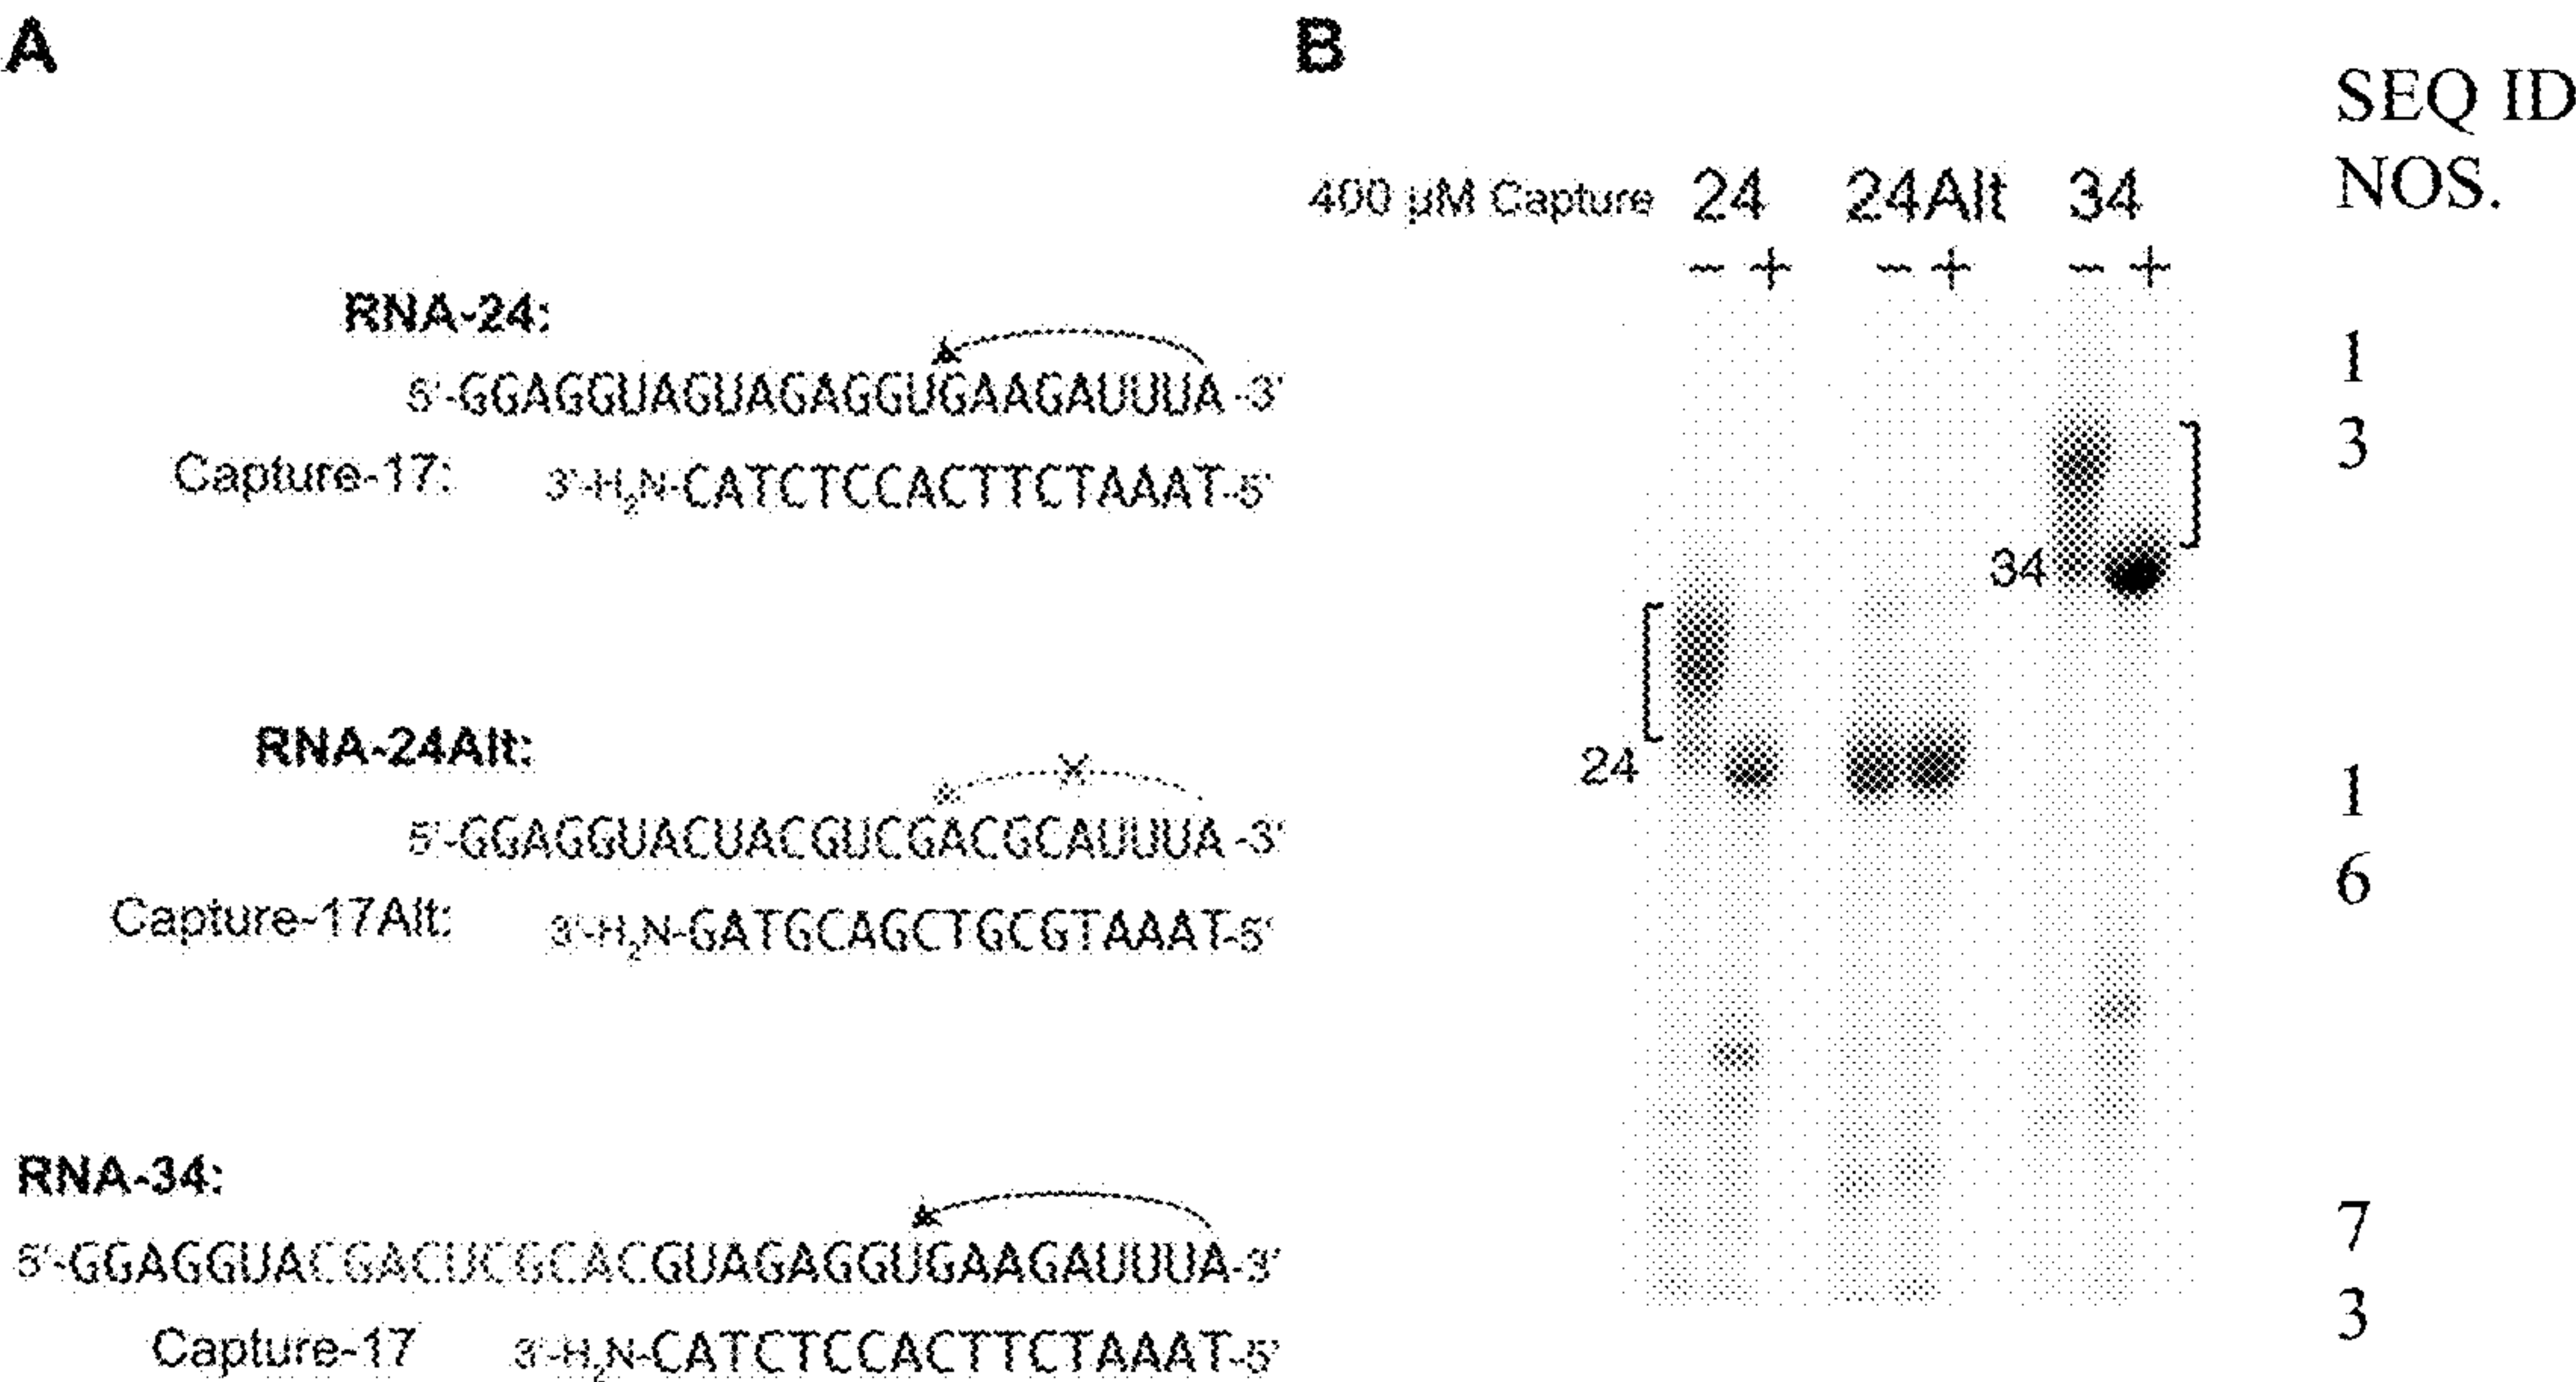 A
RNA-24:
5'-GGAGGUAGUAGAGGUGAAGAUUUA-3'
Capture-17: 3'-H₂N-CATCTCCACTTCTAAAT-5'
RNA-24Alt:
5'-GGAGGUACUACGUCGACGCAUUUA-3'
Capture-17Alt: 3'-H₂N-GATGCAGCTGCGTAAAT-5'
RNA-34:
5'-GGAGGUACGACUCGCACGUAGAGGUGAAGAUUUA-3'
Capture-17 3'-H₂N-CATCTCCACTTCTAAAT-5'
B
400 µM Capture 24 24Alt 34
- + - + - +
34
24
SEQ ID
NOS.
1
3
1
6
7
3